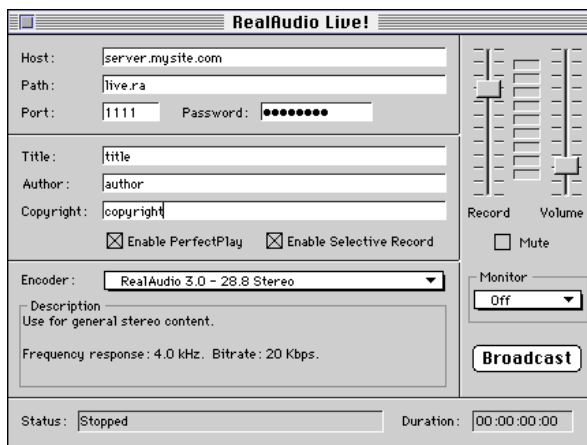 RealAudio Live!
Host: server.mysite.com
Path: live.ra
Port: 1111 Password: ●●●●●●●●
Title: title
Author: author
Copyright: copyright
Enable PerfectPlay Enable Selective Record
Encoder: RealAudio 3.0 - 28.8 Stereo
Description
Use for general stereo content.
Frequency response: 4.0 kHz. Bitrate: 20 Kbps.
Record Volume
Mute
Monitor
Off
Broadcast
Status: Stopped Duration: 00:00:00:00